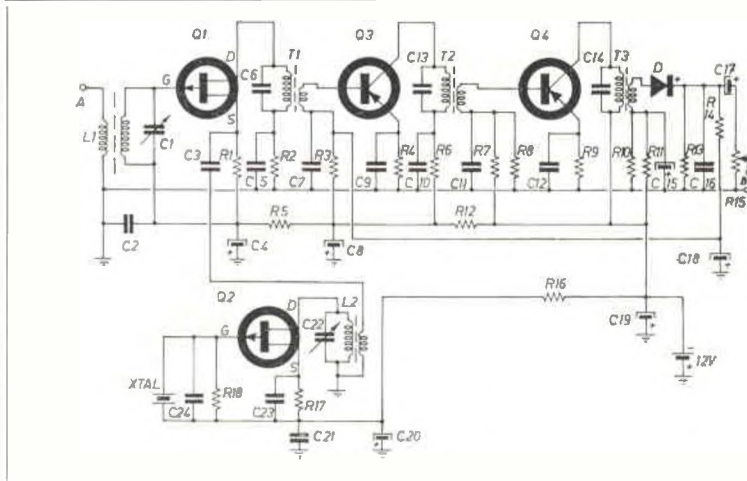 Q1
Q3
Q4
D
C13
T2
C14
T3
D
C17
T1
C6
G
+
R
14
A
S
L1
C1
C3
R1
R2
R3
R4
R6
R7
R8
R9
R10
R11
R13
C5
C7
C9
C10
C11
C12
C15
C16
R15
R5
R12
C2
C4
C8
C18
+
+
+
Q2
D
L2
R16
G
C22
C19
+
S
12V
XTAL
R18
R17
C24
C23
C21
C20
+